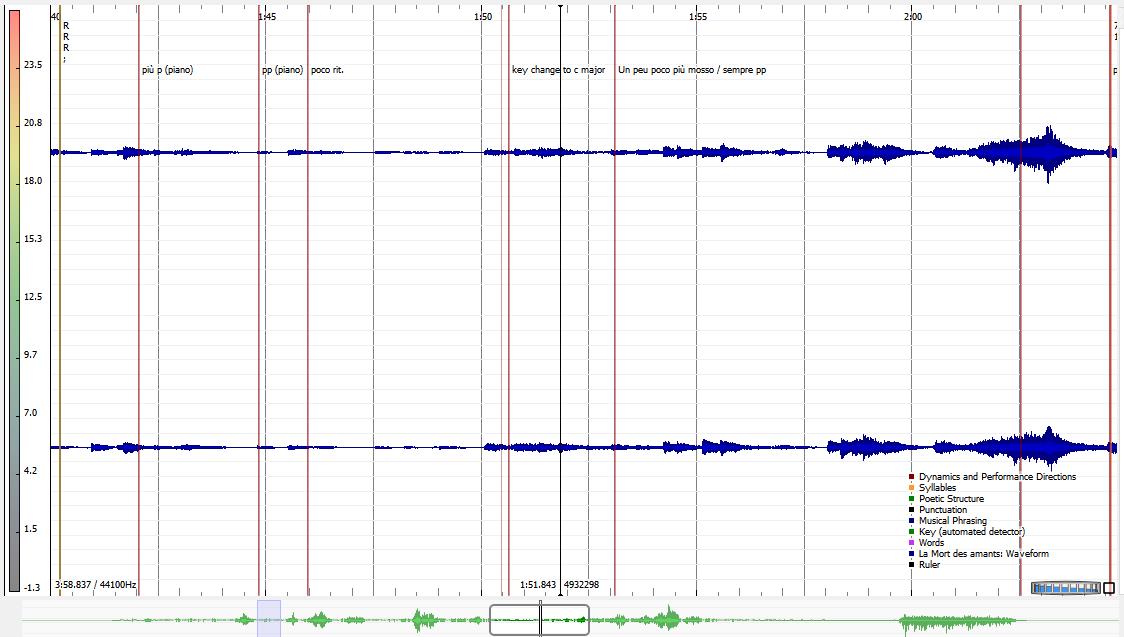 40 1:45 1:50 1:55 2:00
R
R
R
;
7
1
23.5
più p (piano) pp (piano) poco rit. key change to c major Un peu poco più mosso / sempre pp p
20.8
18.0
15.3
12.5
9.7
7.0
4.2
1.5
-1.3
Dynamics and Performance Directions
Syllables
Poetic Structure
Punctuation
Musical Phrasing
Key (automated detector)
Words
La Mort des amants: Waveform
Ruler
3:58.837 / 44100Hz 1:51.843 4932298